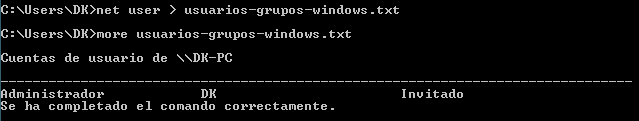 C:\Users\DK>net user > usuarios-grupos-windows.txt
C:\Users\DK>more usuarios-grupos-windows.txt
Cuentas de usuario de \\DK-PC
-------------------------------------------------------------------------------
Administrador            DK                       Invitado
Se ha completado el comando correctamente.